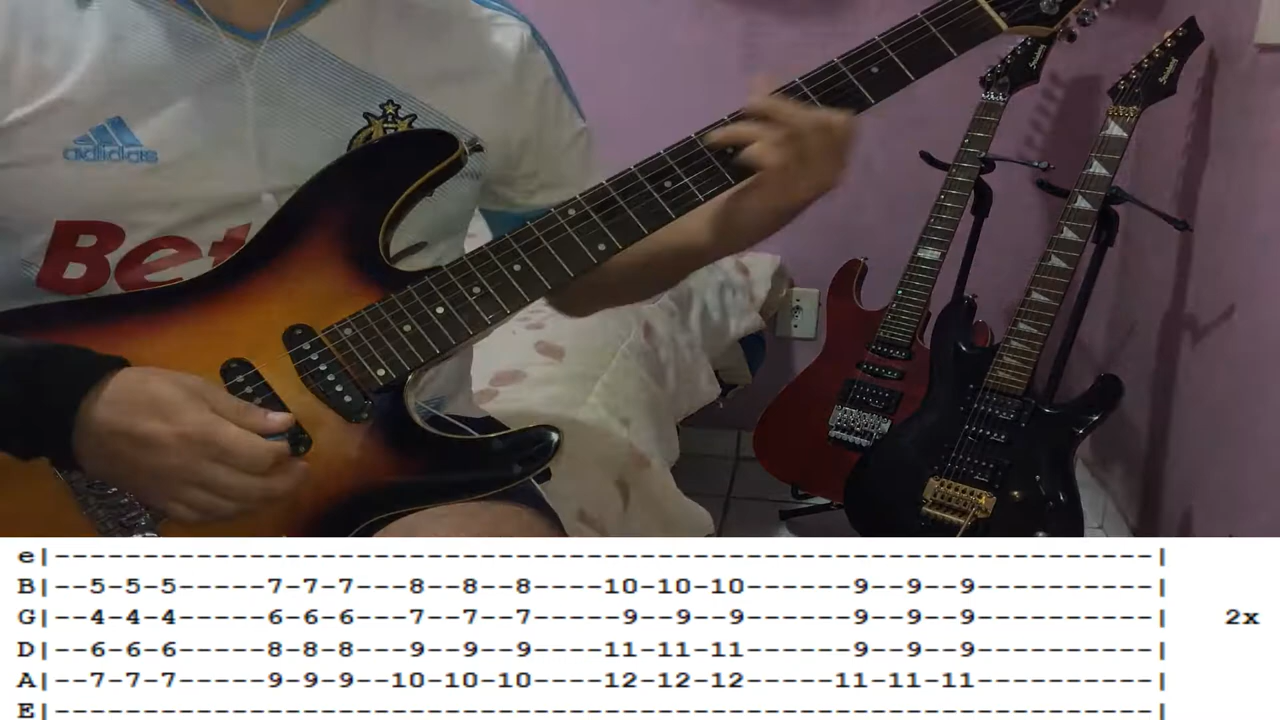 adidas
Bet
e|--------------------------------------------------------------|
B|--5-5-5-----7-7-7---8--8--8----10-10-10------9--9--9----------|
G|--4-4-4-----6-6-6---7--7--7-----9--9--9------9--9--9----------| 2x
D|--6-6-6-----8-8-8---9--9--9----11-11-11------9--9--9----------|
A|--7-7-7-----9-9-9--10-10-10----12-12-12-----11-11-11----------|
E|--------------------------------------------------------------|